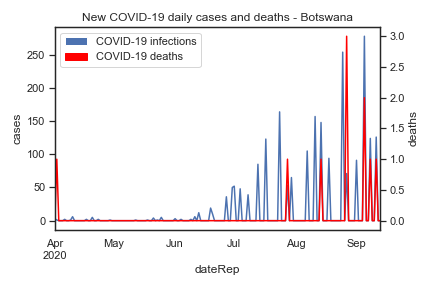 New COVID-19 daily cases and deaths - Botswana
COVID-19 infections
COVID-19 deaths
cases
250
200
150
100
50
0
deaths
3.0
2.5
2.0
1.5
1.0
0.5
0.0
Apr May Jun Jul Aug Sep
2020
dateRep